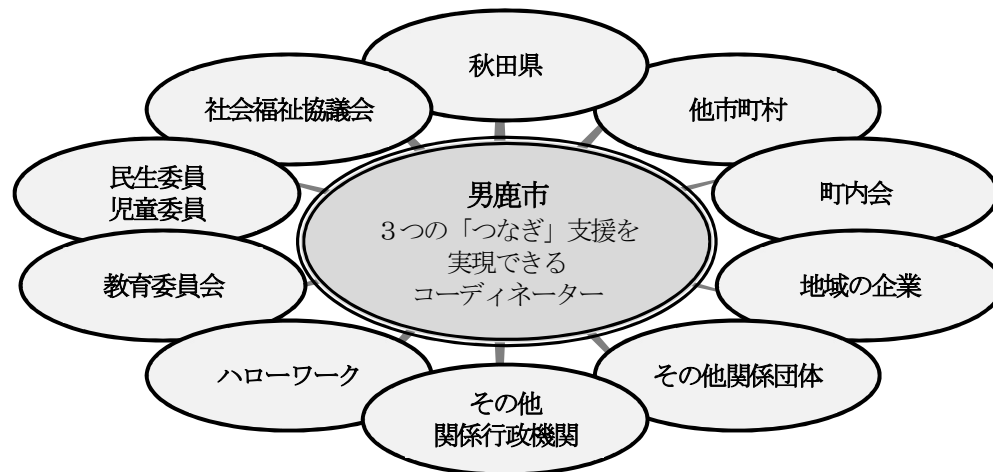 秋田県
社会福祉協議会
他市町村
民生委員
児童委員
町内会
男鹿市
３つの「つなぎ」支援を
実現できる
コーディネーター
教育委員会
地域の企業
ハローワーク
その他関係団体
その他
関係行政機関